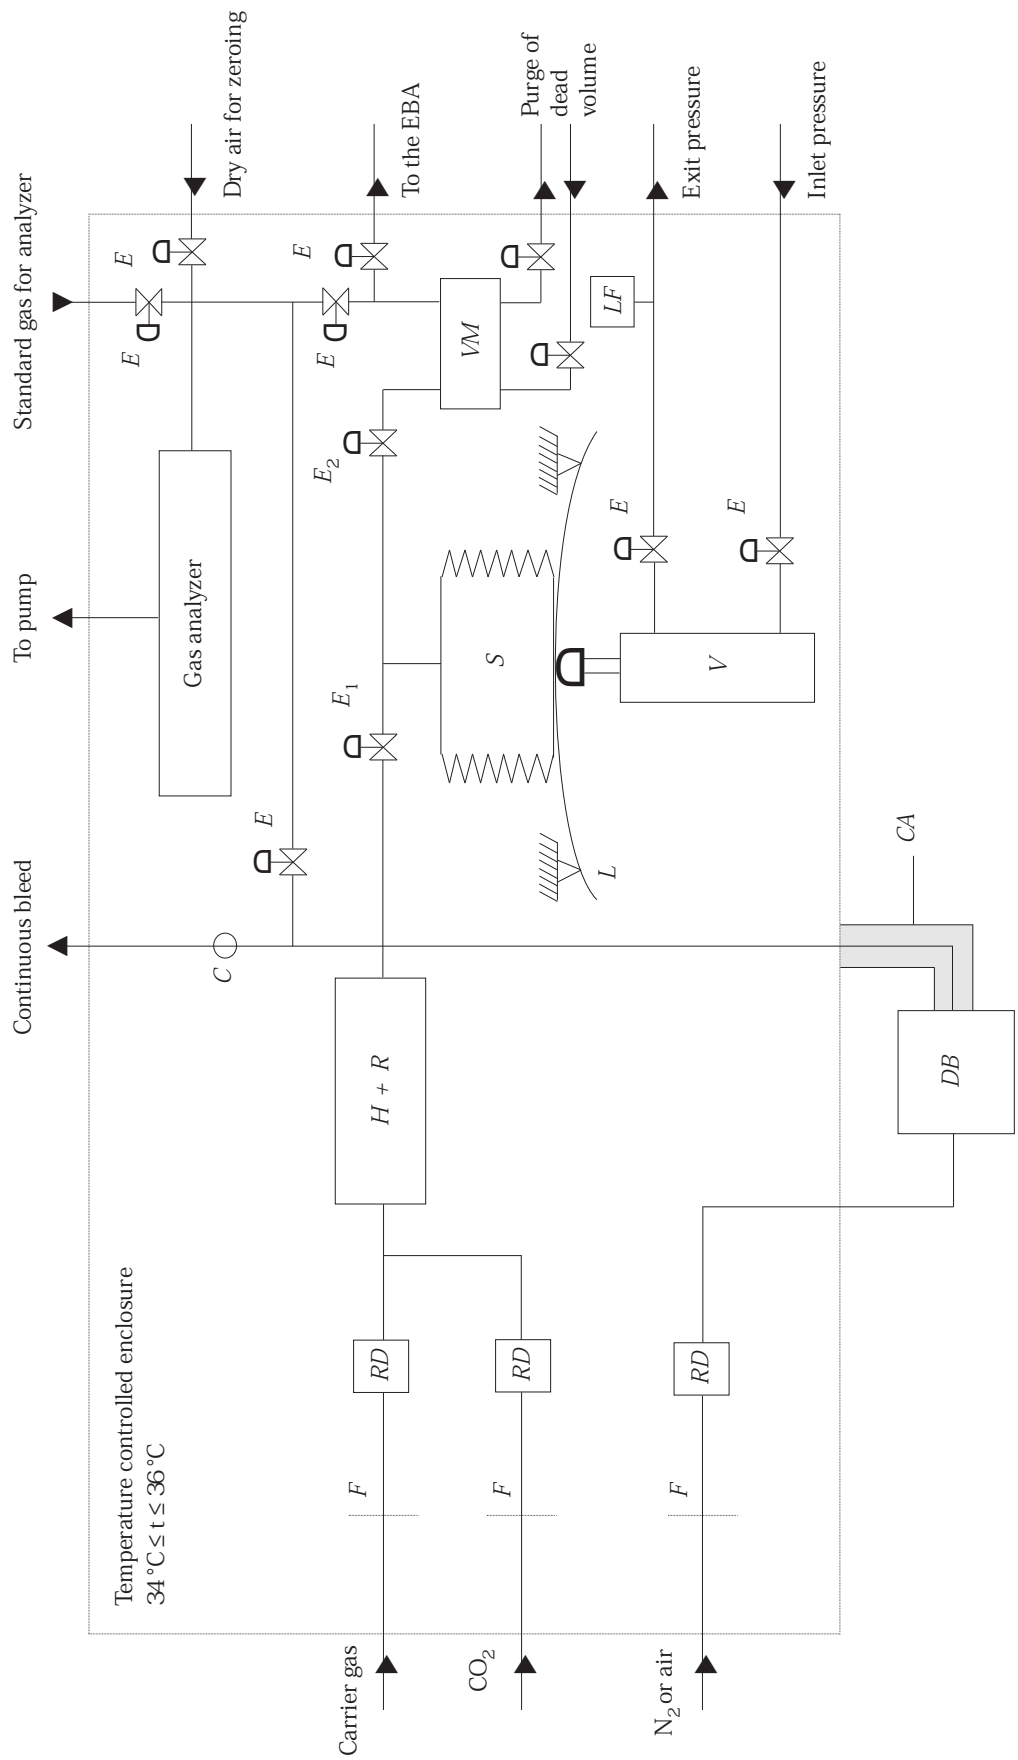 Standard gas for analyzer
To pump
Continuous bleed
Dry air for zeroing
To the EBA
Purge of
dead
volume
Exit pressure
Inlet pressure
E
E
E
E
E
E₂
E₁
E
E
VM
LF
Gas analyzer
S
V
L
C
CA
H + R
DB
RD
RD
RD
F
F
F
Temperature controlled enclosure
34 °C ≤ t ≤ 36 °C
Carrier gas
CO₂
N₂ or air